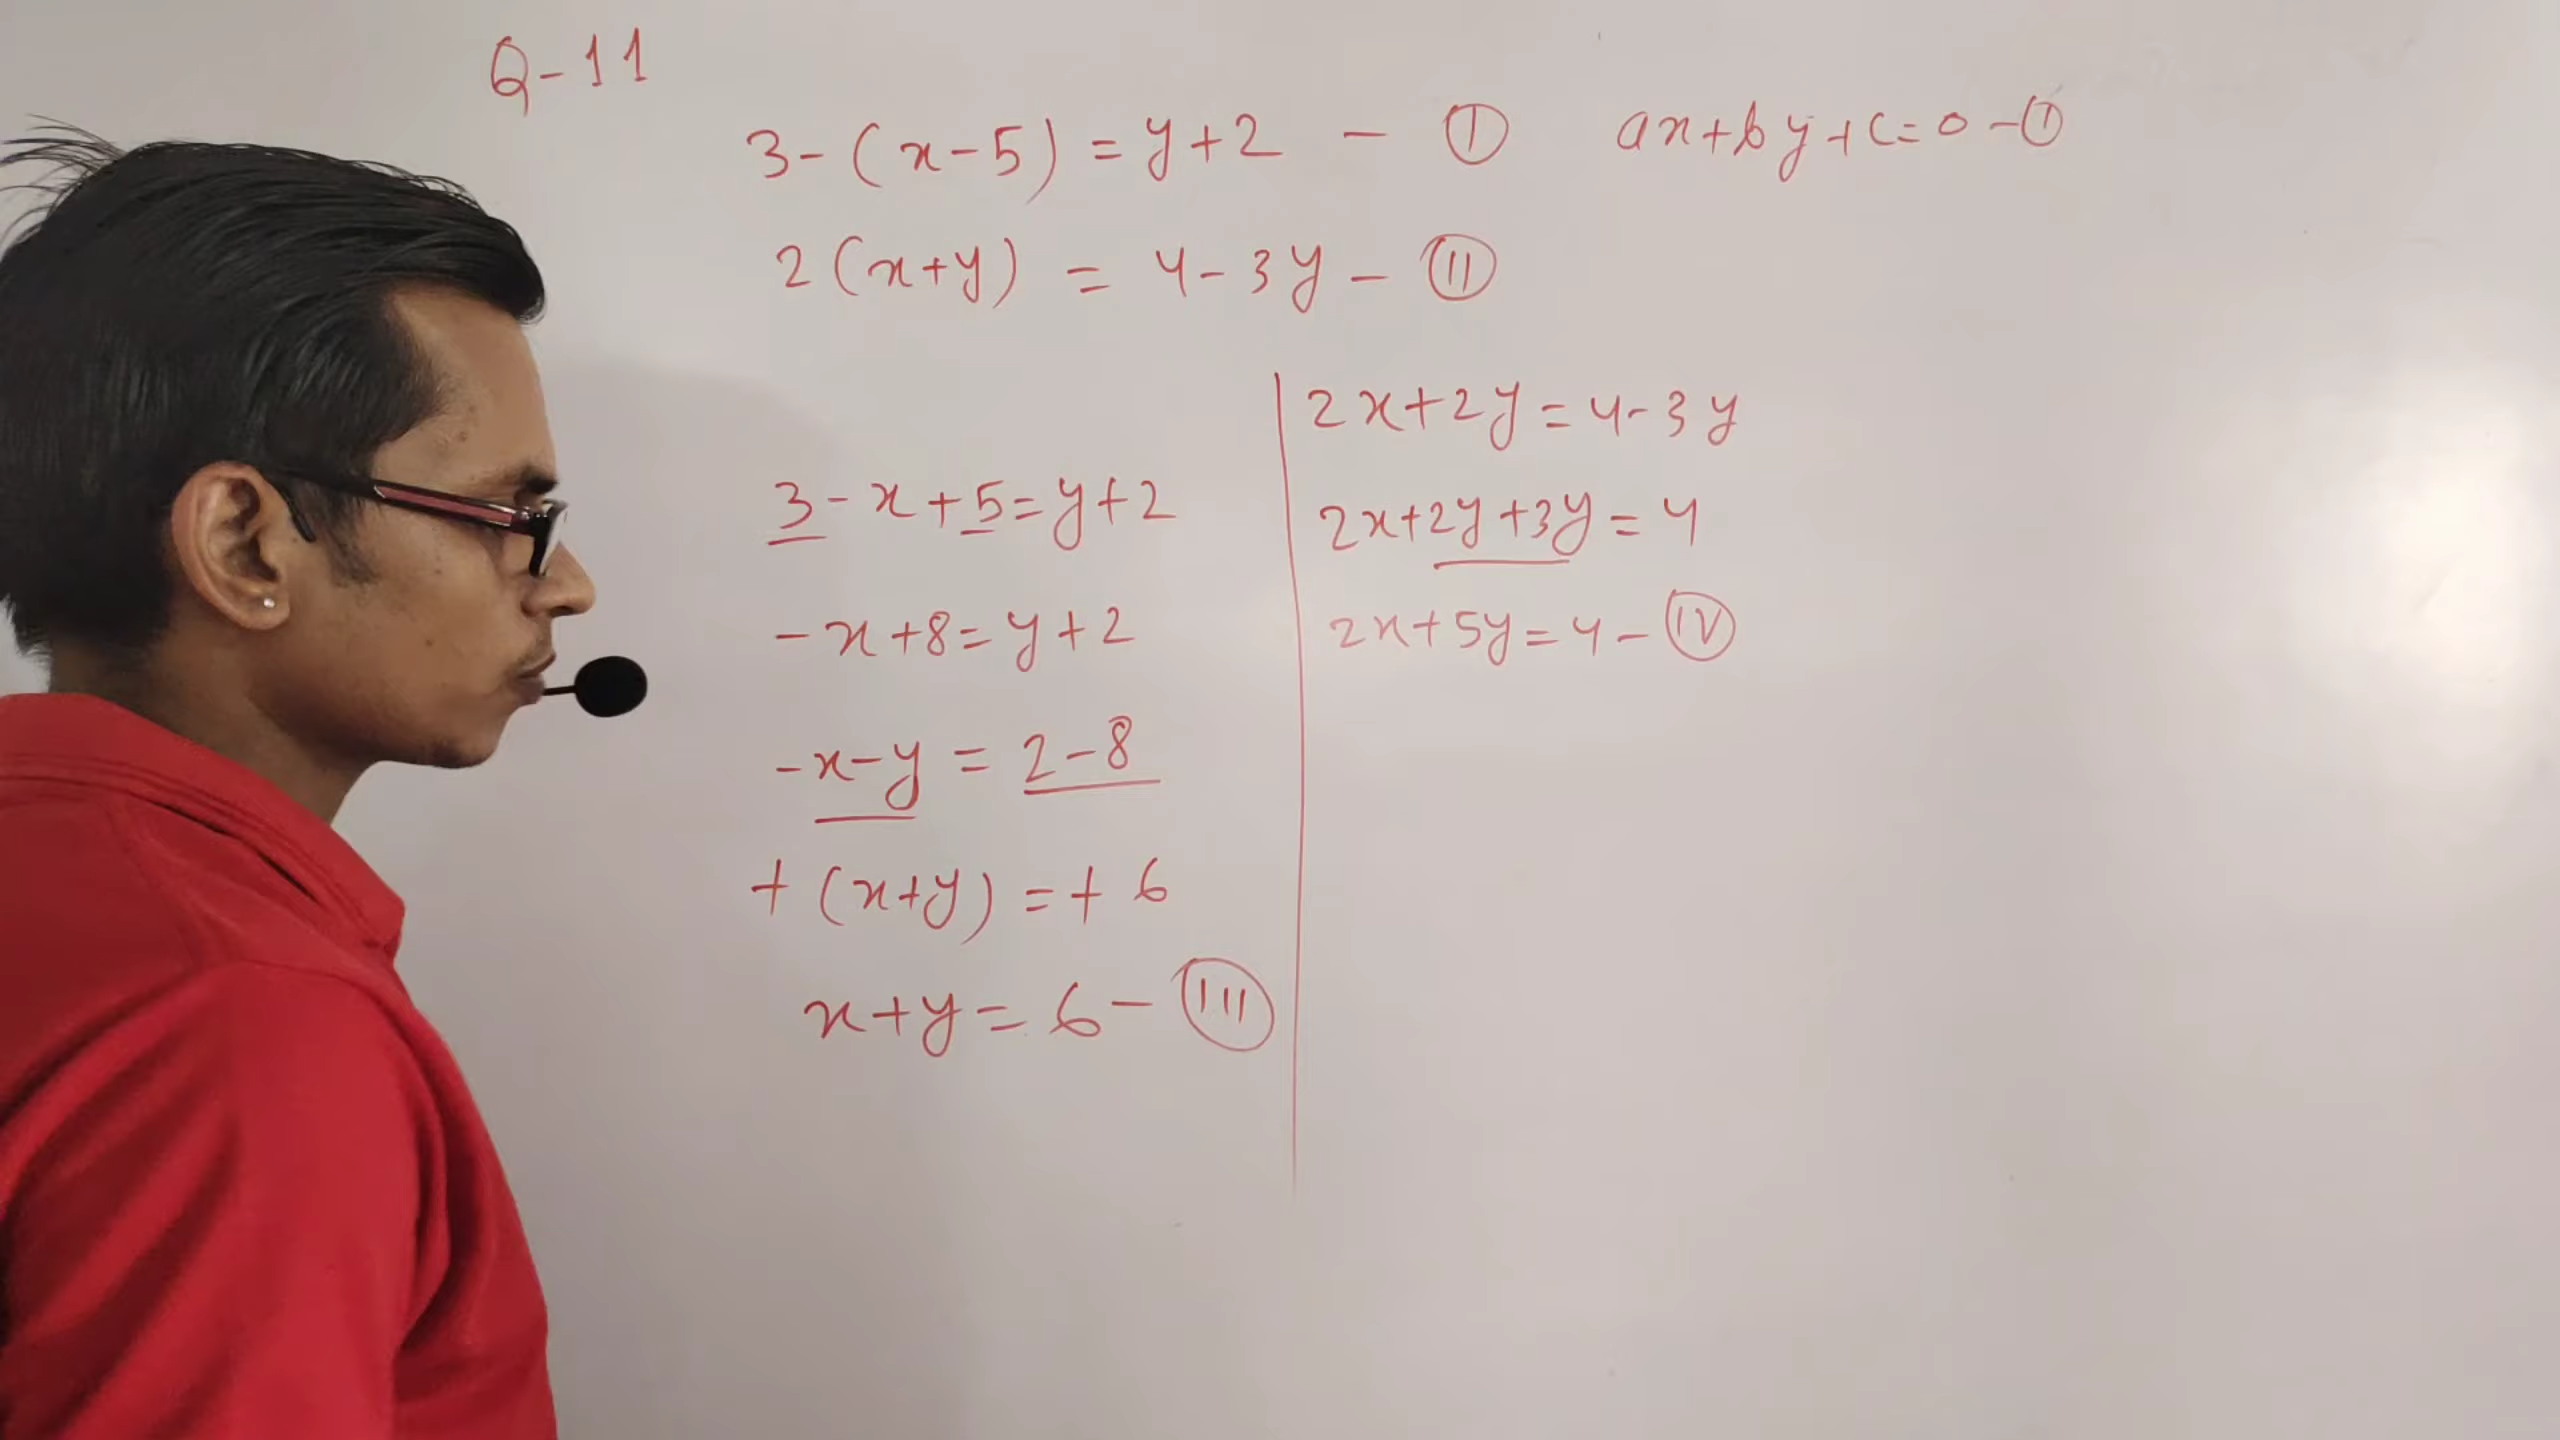 Q-11
3-(x-5)=y+2 - I
ax+by+c=0-I
2(x+y) = 4-3y - II
3-x+5=y+2
-x+8=y+2
-x-y = 2-8
+(x+y)=+6
x+y=6-III
2x+2y=4-3y
2x+2y+3y=4
2x+5y=4-IV